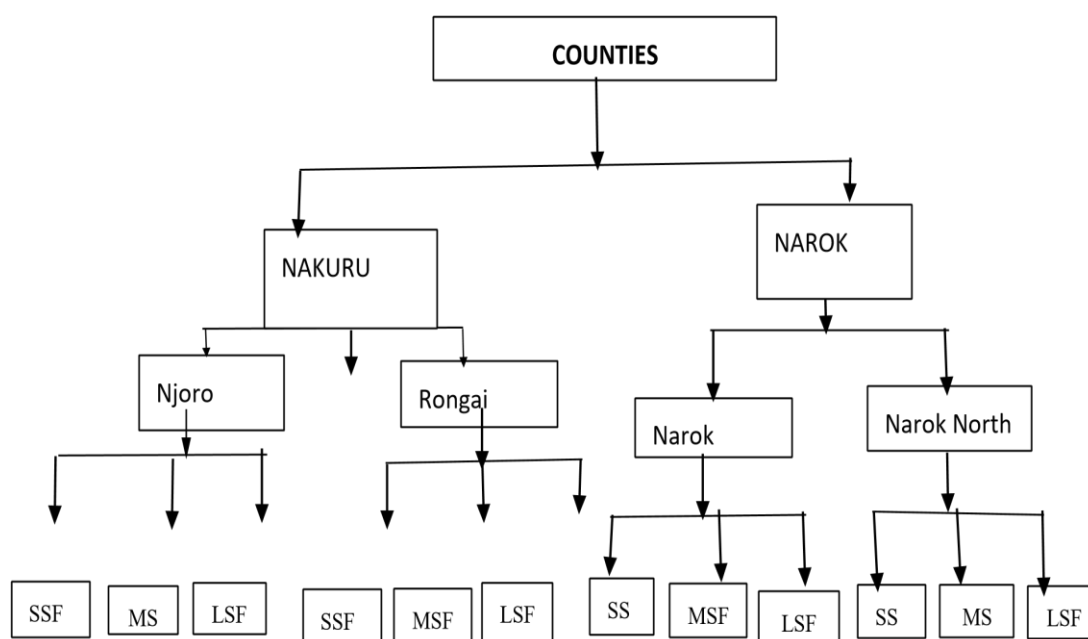 COUNTIES
NAKURU
NAROK
Njoro
Rongai
Narok
Narok North
SSF
MS
LSF
SSF
MSF
LSF
SS
MSF
LSF
SS
MS
LSF